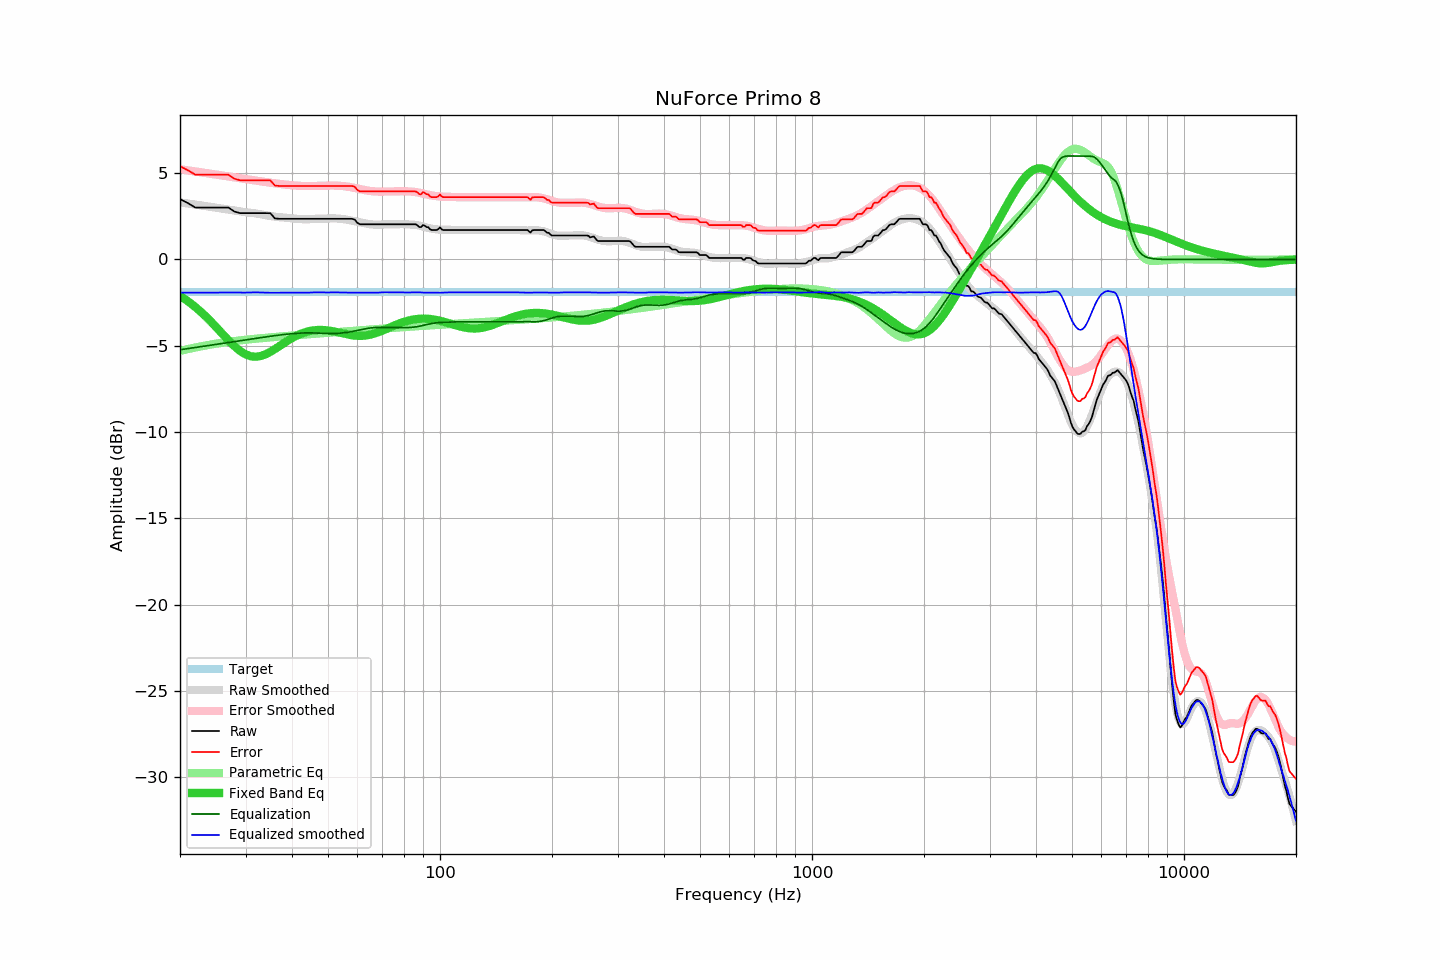 NuForce Primo 8
Amplitude (dBr)
5
0
−5
−10
−15
−20
−25
−30
Target
Raw Smoothed
Error Smoothed
Raw
Error
Parametric Eq
Fixed Band Eq
Equalization
Equalized smoothed
100
1000
10000
Frequency (Hz)